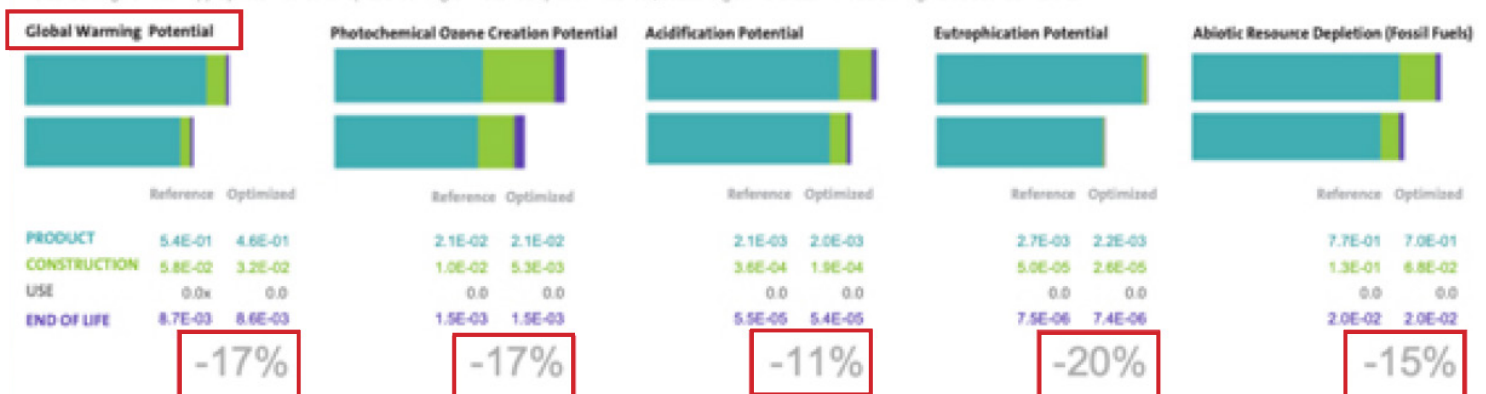 Global Warming Potential
Photochemical Ozone Creation Potential
Acidification Potential
Eutrophication Potential
Abiotic Resource Depletion (Fossil Fuels)
Reference Optimized Reference Optimized Reference Optimized Reference Optimized Reference Optimized
PRODUCT 5.4E-01 4.6E-01 2.1E-02 2.1E-02 2.1E-03 2.0E-03 2.7E-03 2.2E-03 7.7E-01 7.0E-01
CONSTRUCTION 5.8E-02 3.2E-02 1.0E-02 5.3E-03 3.6E-04 1.9E-04 5.0E-05 2.6E-05 1.3E-01 6.8E-02
USE 0.0x 0.0 0.0 0.0 0.0 0.0 0.0 0.0 0.0 0.0
END OF LIFE 8.7E-03 8.6E-03 1.5E-03 1.5E-03 5.5E-05 5.4E-05 7.5E-06 7.4E-06 2.0E-02 2.0E-02
-17% -17% -11% -20% -15%